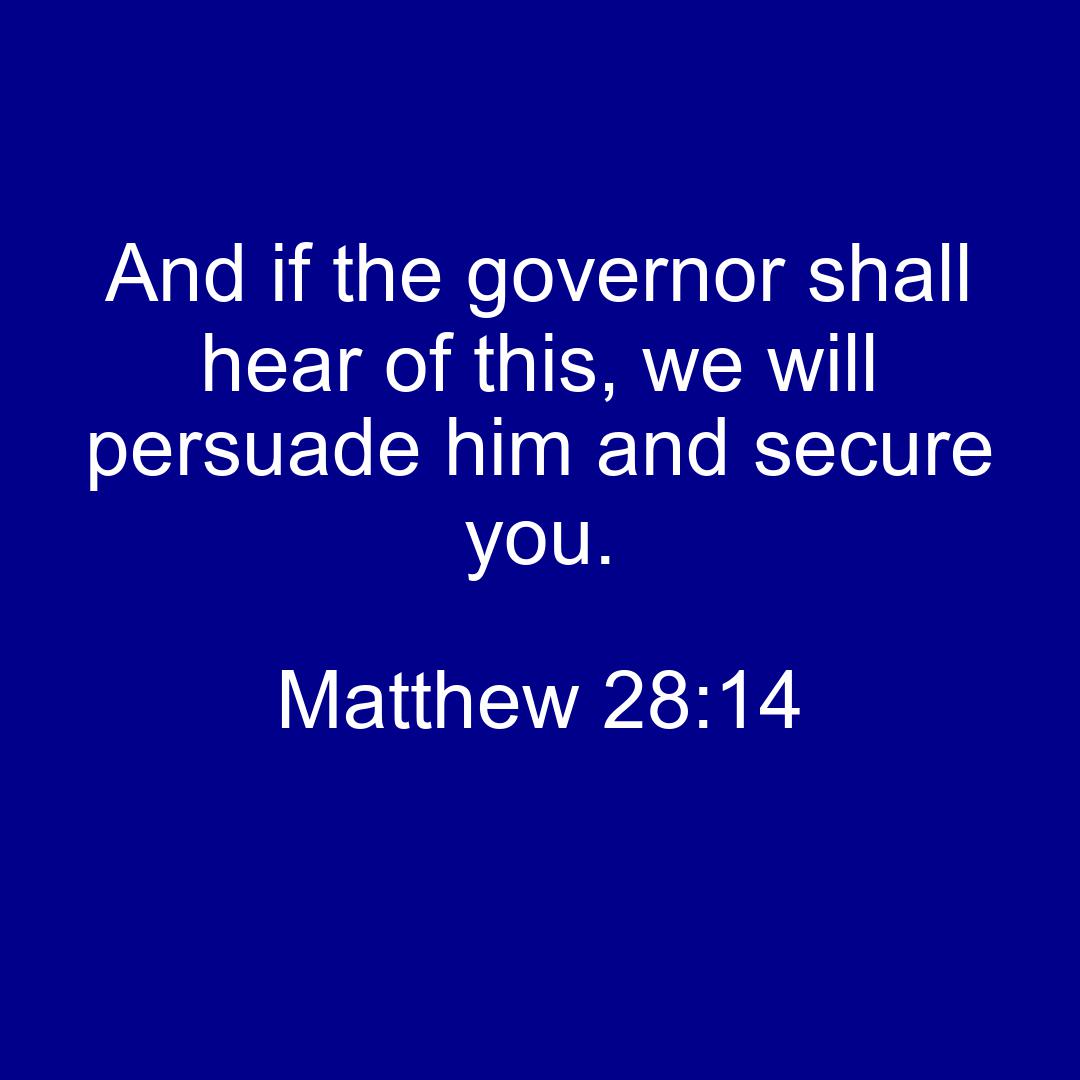 And if the governor shall
hear of this, we will
persuade him and secure
you.
Matthew 28:14